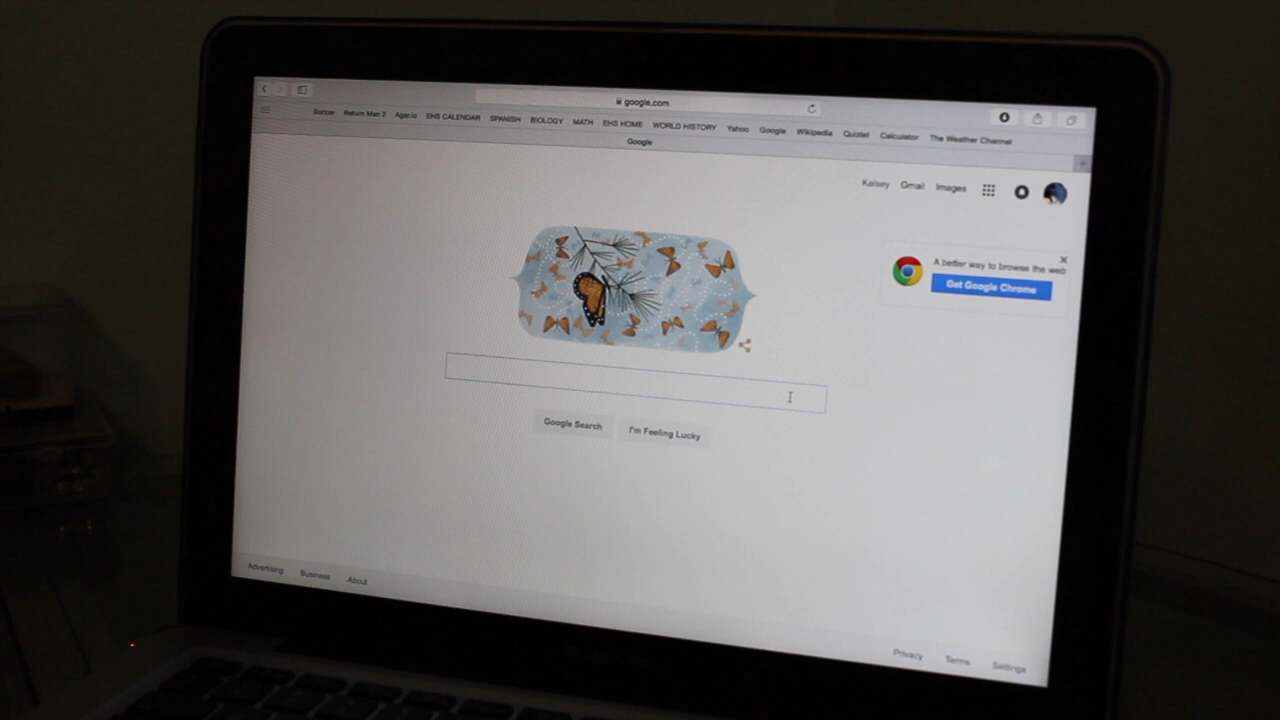 google.com
Soccer Return Man 2 Agar.io EHS CALENDAR SPANISH BIOLOGY MATH EHS HOME WORLD HISTORY Yahoo Google Wikipedia Quizlet Calculator The Weather Channel
Google
Kelsey Gmail Images
A better way to browse the web
Get Google Chrome
Google Search I'm Feeling Lucky
Advertising Business About
Privacy Terms Settings